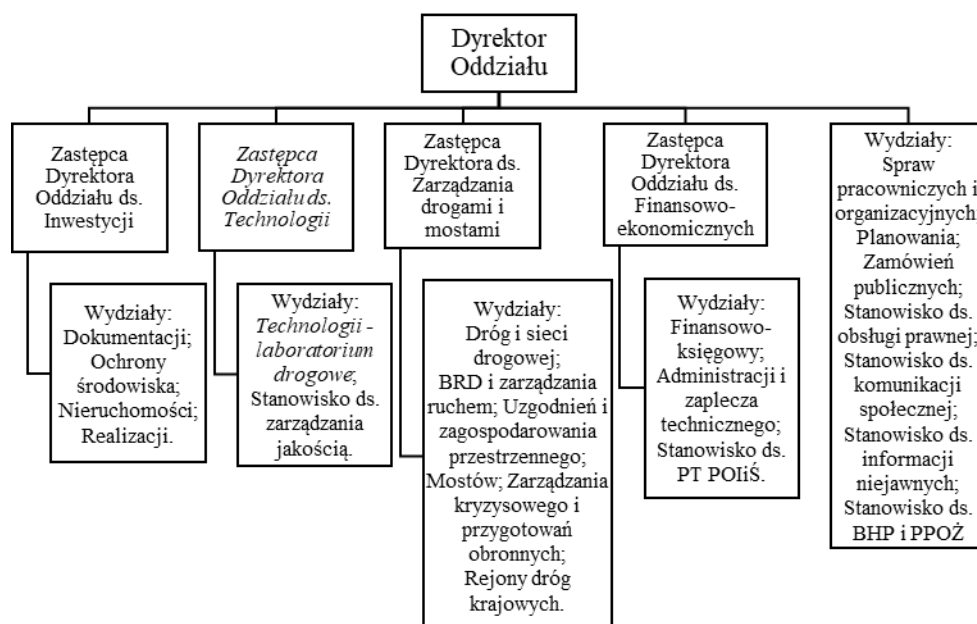 Dyrektor
Oddziału
Zastępca
Dyrektora
Oddziału ds.
Inwestycji
Zastępca
Dyrektora
Oddziału ds.
Technologii
Zastępca
Dyrektora ds.
Zarządzania
drogami i
mostami
Zastępca
Dyrektora
Oddziału ds.
Finansowo-
ekonomicznych
Wydziały:
Spraw
pracowniczych i
organizacyjnych;
Planowania;
Zamówień
publicznych;
Stanowisko ds.
obsługi prawnej;
Stanowisko ds.
komunikacji
społecznej;
Stanowisko ds.
informacji
niejawnych;
Stanowisko ds.
BHP i PPOŻ
Wydziały:
Dokumentacji;
Ochrony
środowiska;
Nieruchomości;
Realizacji.
Wydziały:
Technologii -
laboratorium
drogowe;
Stanowisko ds.
zarządzania
jakością.
Wydziały:
Dróg i sieci
drogowej;
BRD i zarządzania
ruchem; Uzgodnień i
zagospodarowania
przestrzennego;
Mostów; Zarządzania
kryzysowego i
przygotowań
obronnych;
Rejony dróg
krajowych.
Wydziały:
Finansowo-
księgowy;
Administracji i
zaplecza
technicznego;
Stanowisko ds.
PT POIiŚ.